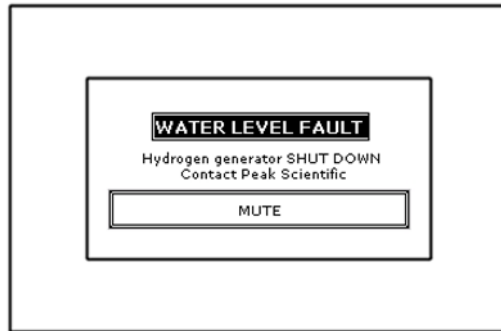 WATER LEVEL FAULT
Hydrogen generator SHUT DOWN
Contact Peak Scientific
MUTE